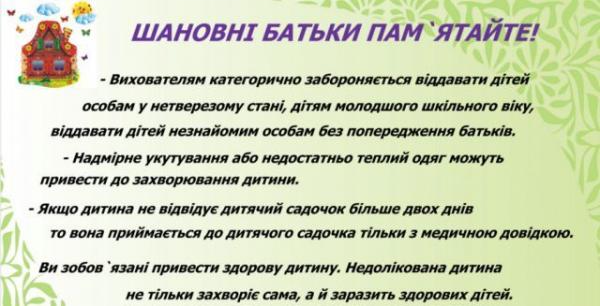 ШАНОВНІ БАТЬКИ ПАМ`ЯТАЙТЕ!
- Вихователям категорично забороняється віддавати дітей
особам у нетверезому стані, дітям молодшого шкільного віку,
віддавати дітей незнайомим особам без попередження батьків.
- Надмірне укутування або недостатньо теплий одяг можуть
привести до захворювання дитини.
- Якщо дитина не відвідує дитячий садочок більше двох днів
то вона приймається до дитячого садочка тільки з медичною довідкою.
Ви зобов`язані привести здорову дитину. Недолікована дитина
не тільки захворіє сама, а й заразить здорових дітей.